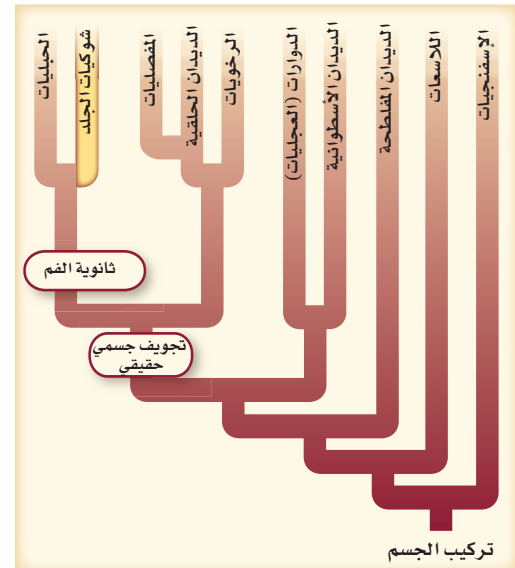 الإسفنجيات
اللاسعات
الديدان المفلطحة
الديدان الأسطوانية
الدوارات (العجليات)
الرخويات
الديدان الحلقية
المفصليات
شوكيات الجلد
الحبليات
ثانوية الفم
تجويف جسمي
حقيقي
تركيب الجسم